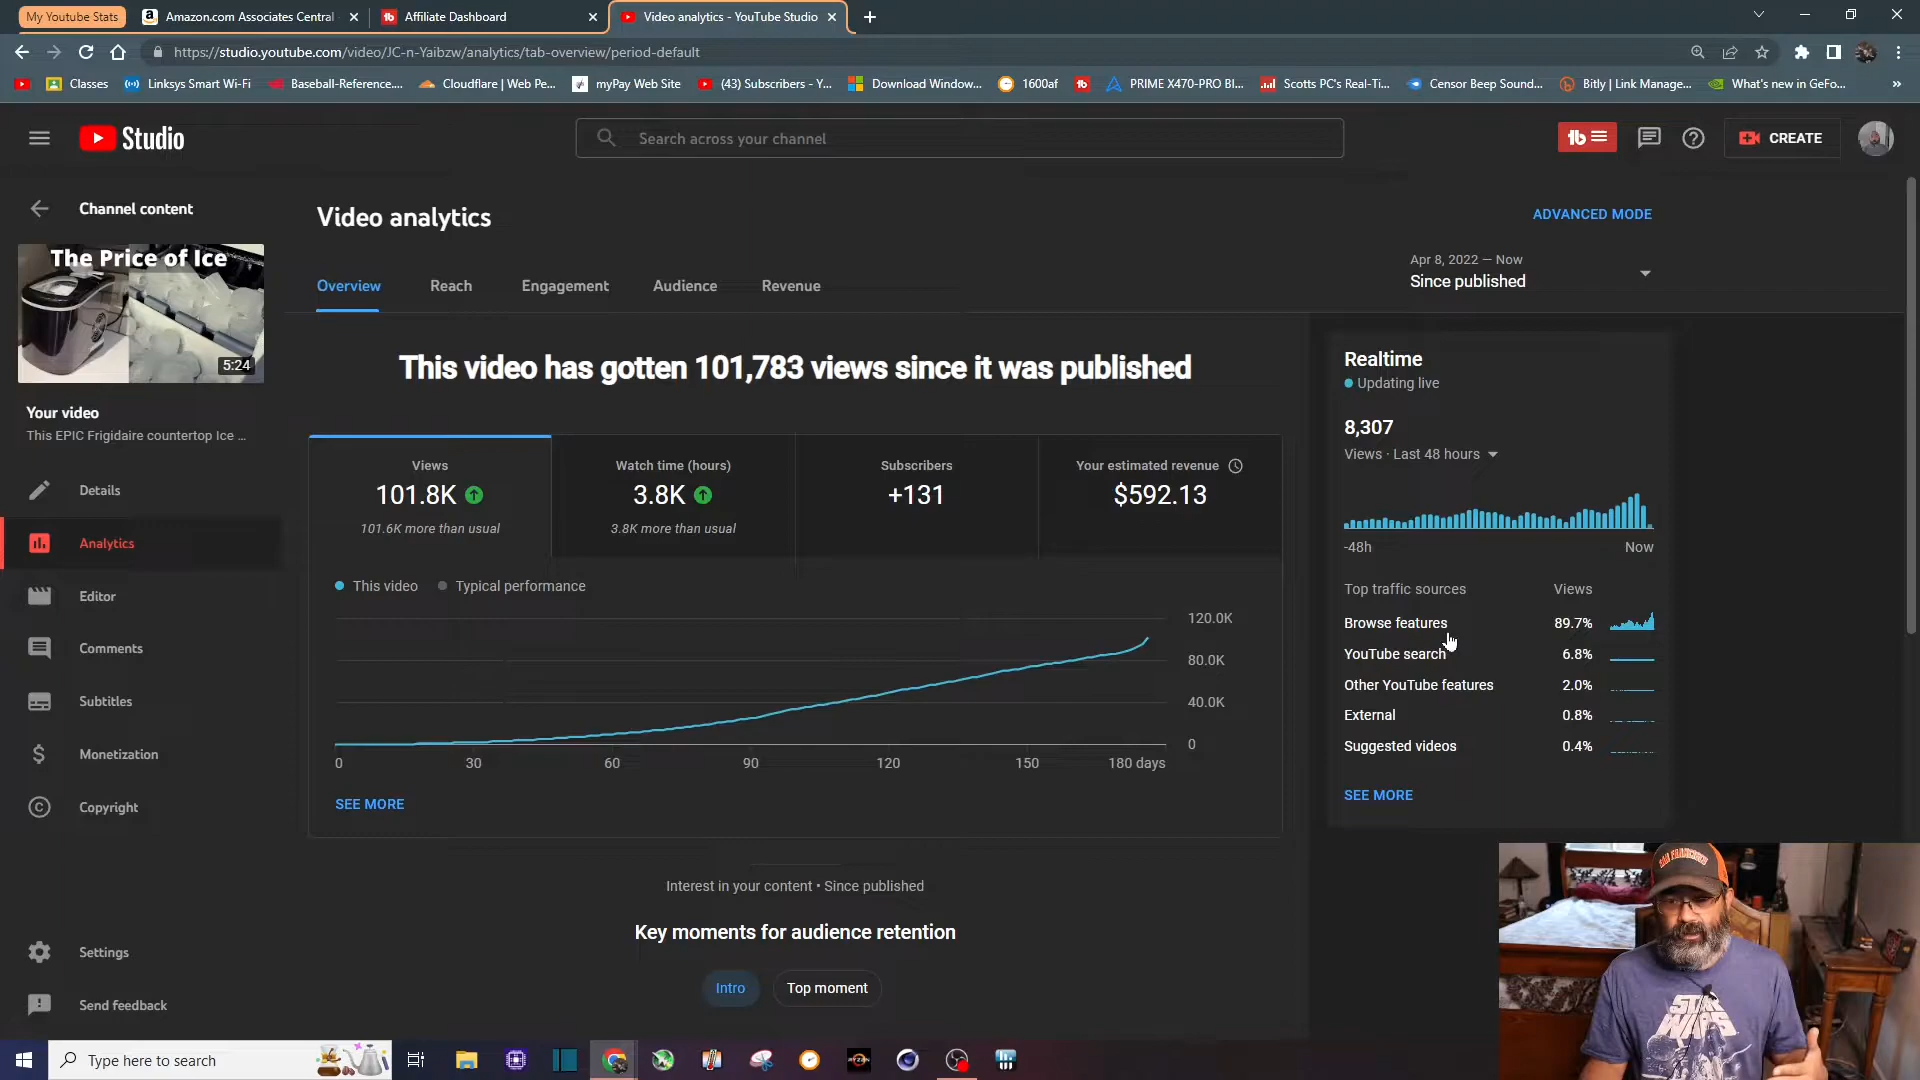 My Youtube Stats
Amazon.com Associates Central
Affiliate Dashboard
Video analytics - YouTube Studio
https://studio.youtube.com/video/JC-n-Yaibzw/analytics/tab-overview/period-default
Classes
Linksys Smart Wi-Fi
Baseball-Reference....
Cloudflare | Web Pe...
myPay Web Site
(43) Subscribers - Y...
Download Window...
1600af
PRIME X470-PRO BI...
Scotts PC's Real-Ti...
Censor Beep Sound...
Bitly | Link Manage...
What's new in GeFo...
Studio
Search across your channel
CREATE
Channel content
The Price of Ice
5:24
Your video
This EPIC Frigidaire countertop Ice ...
Details
Analytics
Editor
Comments
Subtitles
Monetization
Copyright
Settings
Send feedback
Video analytics
ADVANCED MODE
Overview
Reach
Engagement
Audience
Revenue
Apr 8, 2022 – Now
Since published
This video has gotten 101,783 views since it was published
Views
101.8K
101.6K more than usual
Watch time (hours)
3.8K
3.8K more than usual
Subscribers
+131
Your estimated revenue
$592.13
This video
Typical performance
120.0K
80.0K
40.0K
0
0
30
60
90
120
150
180 days
SEE MORE
Interest in your content • Since published
Key moments for audience retention
Intro
Top moment
Realtime
Updating live
8,307
Views · Last 48 hours
-48h
Now
Top traffic sources
Views
Browse features
89.7%
YouTube search
6.8%
Other YouTube features
2.0%
External
0.8%
Suggested videos
0.4%
SEE MORE
SAN FRANCISCO
STAR
WARS
Type here to search
RYZEN